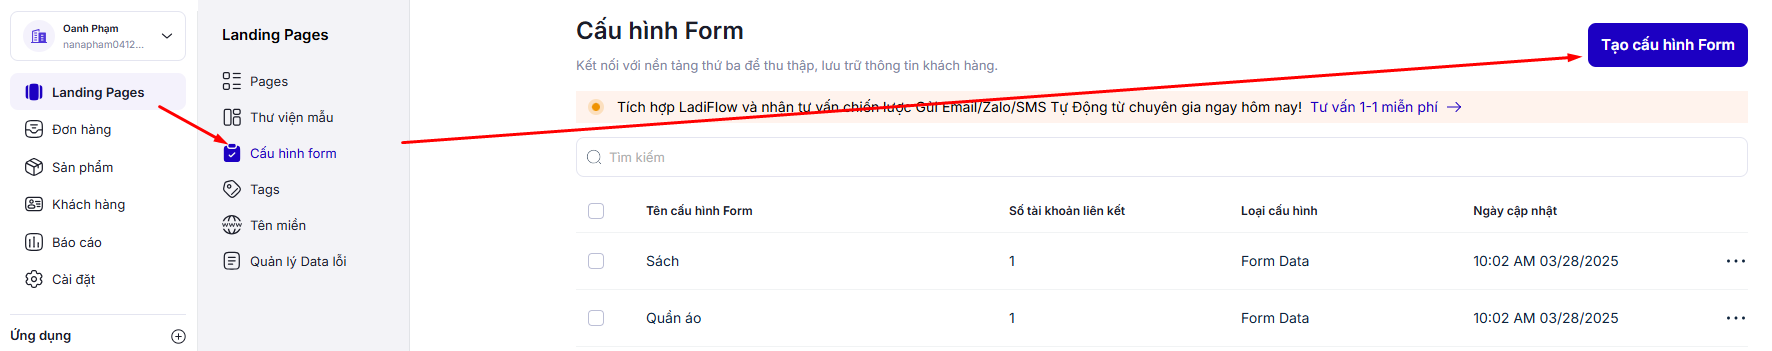 Oanh Phạm
nanapham0412...
Landing Pages
Đơn hàng
Sản phẩm
Khách hàng
Báo cáo
Cài đặt
Ứng dụng
Landing Pages
Pages
Thư viện mẫu
Cấu hình form
Tags
Tên miền
Quản lý Data lỗi
Cấu hình Form
Kết nối với nền tảng thứ ba để thu thập, lưu trữ thông tin khách hàng.
Tạo cấu hình Form
Tích hợp LadiFlow và nhân tư vấn chiến lược Gửi Email/Zalo/SMS Tự Động từ chuyên gia ngay hôm nay! Tư vấn 1-1 miễn phí →
Tìm kiếm
Tên cấu hình Form Số tài khoản liên kết Loại cấu hình Ngày cập nhật
Sách 1 Form Data 10:02 AM 03/28/2025
Quần áo 1 Form Data 10:02 AM 03/28/2025